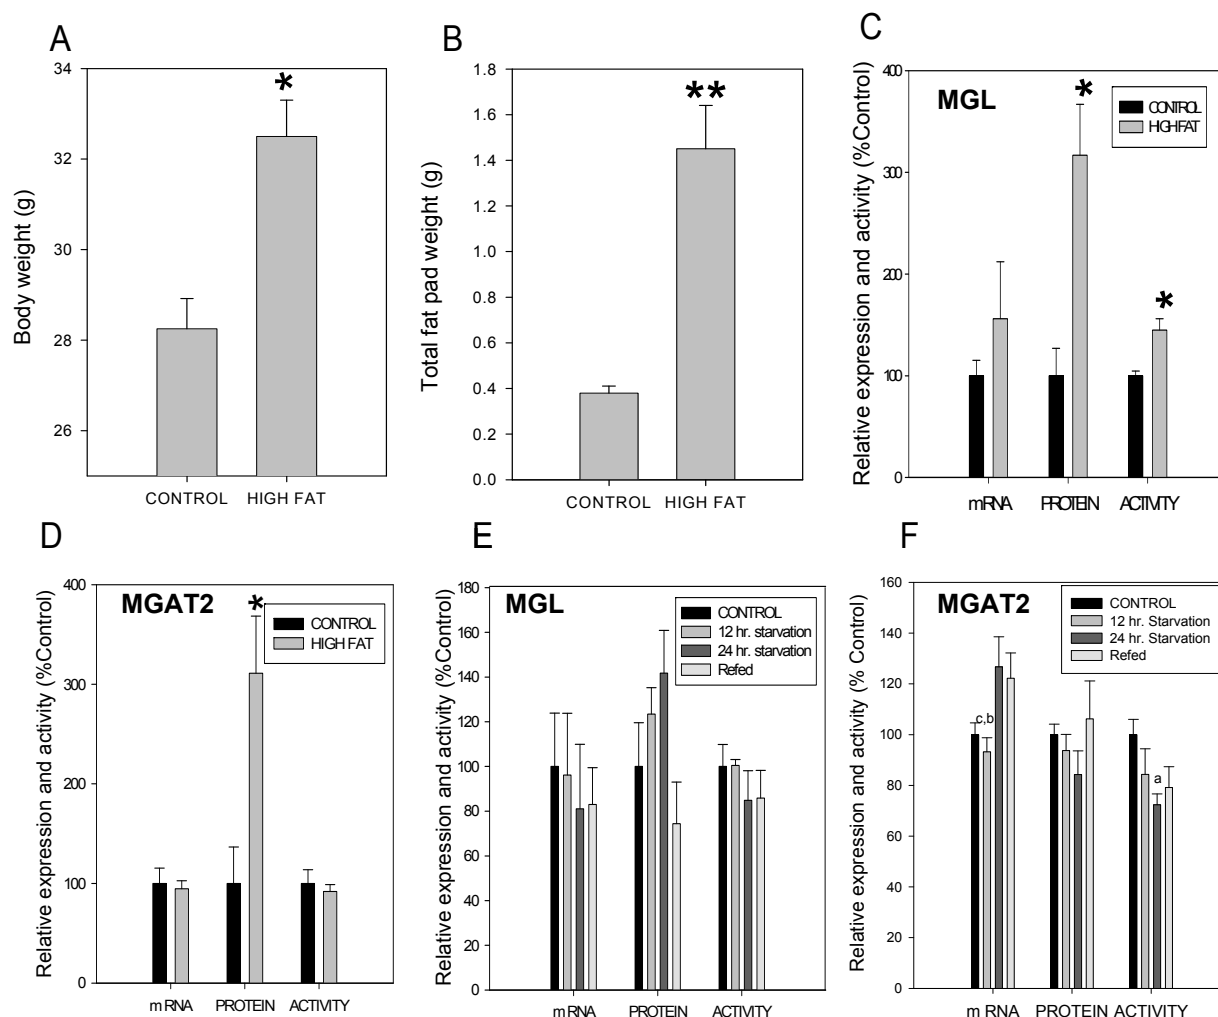 A
Body weight (g)
34
32
30
28
26
*
CONTROL HIGH FAT
B
Total fat pad weight (g)
1.8
1.6
1.4
1.2
1.0
0.8
0.6
0.4
0.2
0.0
**
CONTROL HIGH FAT
C
Relative expression and activity (%Control)
400
300
200
100
0
MGL
CONTROL
HIGH FAT
*
*
mRNA PROTEIN ACTIVITY
D
Relative expression and activity (%Control)
400
300
200
100
0
MGAT2
CONTROL
HIGH FAT
*
mRNA PROTEIN ACTIVITY
E
Relative expression and activity (%Control)
180
160
140
120
100
80
60
40
20
0
MGL
CONTROL
12 hr. starvation
24 hr. starvation
Refed
mRNA PROTEIN ACTIVITY
F
Relative expression and activity (% Control)
160
140
120
100
80
60
40
20
0
MGAT2
CONTROL
12 hr. starvation
24 hr. Starvation
Refed
c,b
a
mRNA PROTEIN ACTIVITY